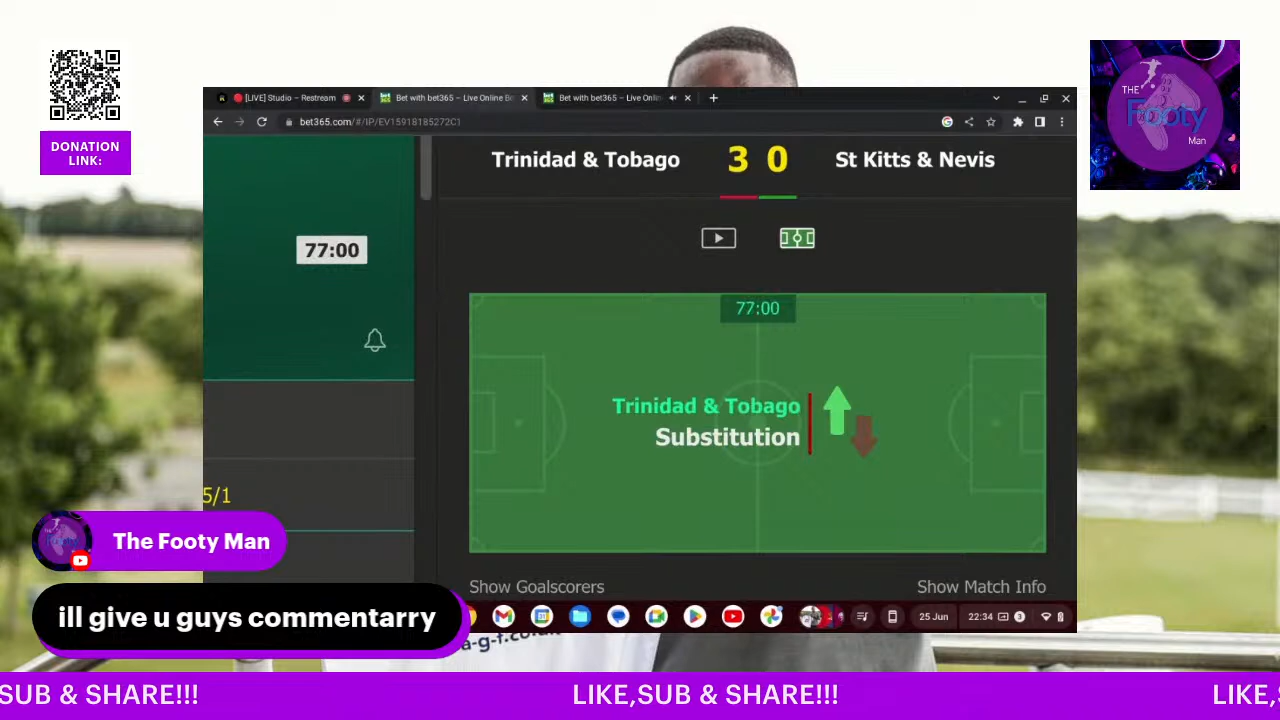 DONATION
LINK:
THE
Footy
Man
[LIVE] Studio – Restream
Bet with bet365 – Live Online Be
Bet with bet365 – Live Onlin
bet365.com/#/IP/EV15918185272C1
Trinidad & Tobago
3 0
St Kitts & Nevis
77:00
77:00
Trinidad & Tobago
Substitution
5/1
Show Goalscorers
Show Match Info
25 Jun
22:34
3
The Footy Man
ill give u guys commentarry
SUB & SHARE!!!
LIKE,SUB & SHARE!!!
LIKE,